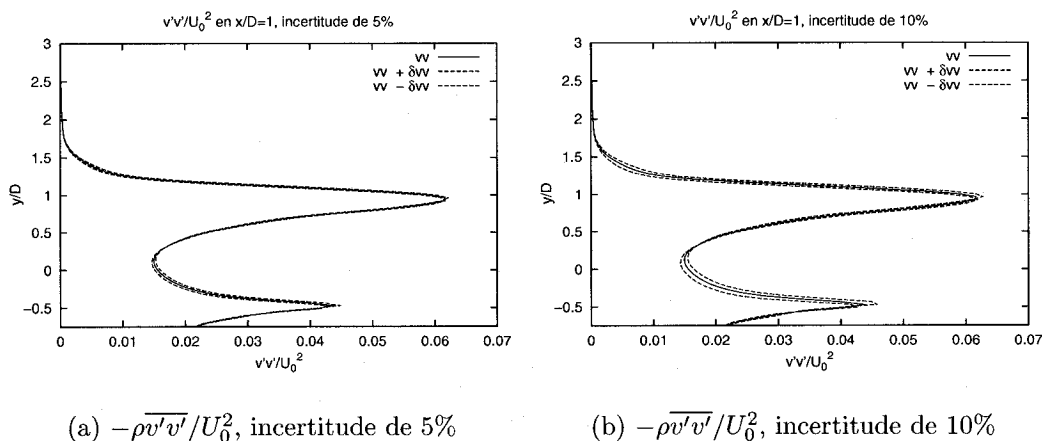 v'v'/U₀² en x/D=1, incertitude de 5%
3
2.5
2
1.5
1
0.5
0
−0.5
y/D
vv
vv + δvv
vv − δvv
0 0.01 0.02 0.03 0.04 0.05 0.06 0.07
v'v'/U₀²
(a) −ρv'v'/U₀², incertitude de 5%
v'v'/U₀² en x/D=1, incertitude de 10%
3
2.5
2
1.5
1
0.5
0
−0.5
y/D
vv
vv + δvv
vv − δvv
0 0.01 0.02 0.03 0.04 0.05 0.06 0.07
v'v'/U₀²
(b) −ρv'v'/U₀², incertitude de 10%